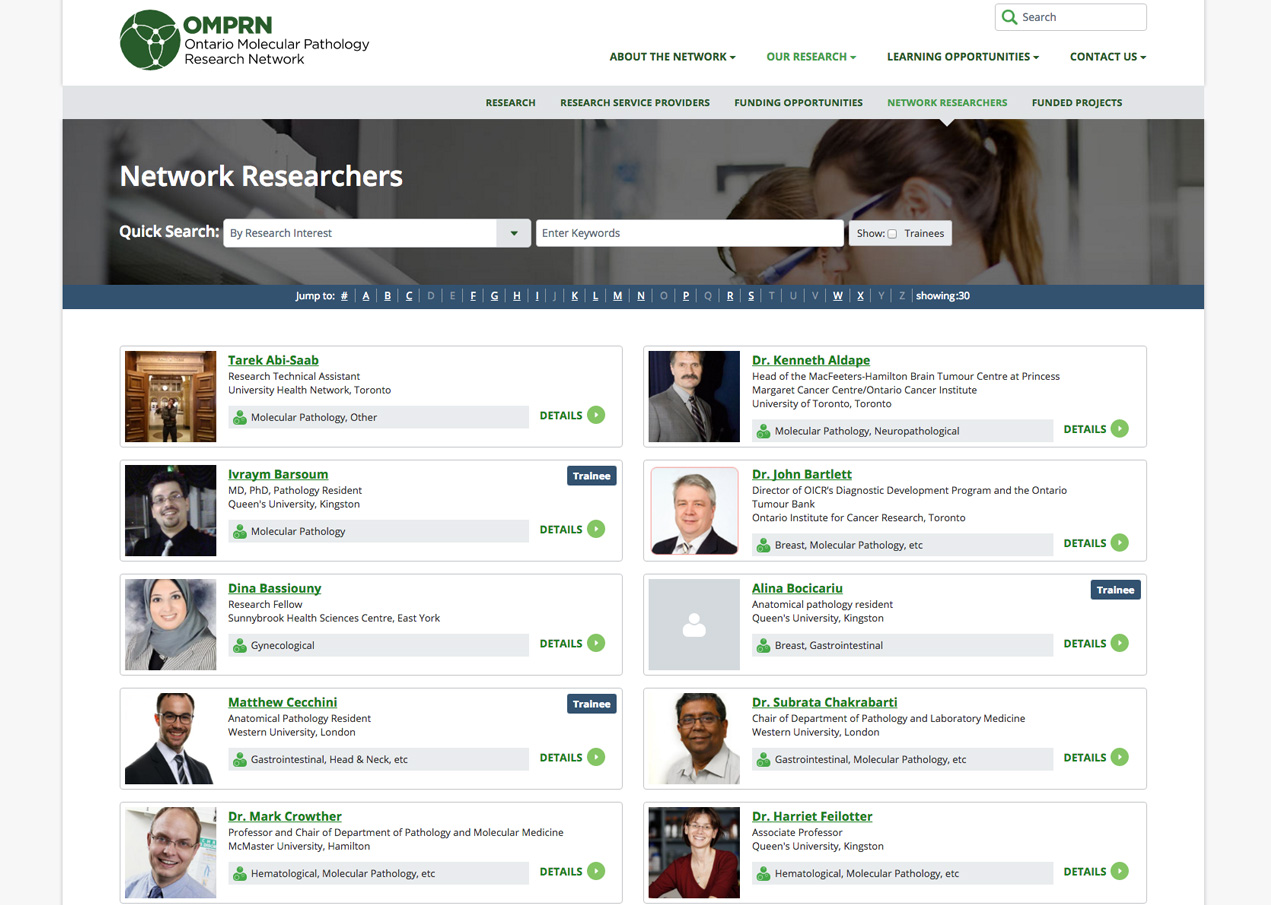 OMPRN
Ontario Molecular Pathology
Research Network
Search
ABOUT THE NETWORK
OUR RESEARCH
LEARNING OPPORTUNITIES
CONTACT US
RESEARCH
RESEARCH SERVICE PROVIDERS
FUNDING OPPORTUNITIES
NETWORK RESEARCHERS
FUNDED PROJECTS
Network Researchers
Quick Search:
By Research Interest
Enter Keywords
Show: Trainees
Jump to: # | A | B | C | D | E | F | G | H | I | J | K | L | M | N | O | P | Q | R | S | T | U | V | W | X | Y | Z | showing:30
Tarek Abi-Saab
Research Technical Assistant
University Health Network, Toronto
Molecular Pathology, Other
DETAILS
Dr. Kenneth Aldape
Head of the MacFeeters-Hamilton Brain Tumour Centre at Princess
Margaret Cancer Centre/Ontario Cancer Institute
University of Toronto, Toronto
Molecular Pathology, Neuropathological
DETAILS
Ivraym Barsoum
Trainee
MD, PhD, Pathology Resident
Queen's University, Kingston
Molecular Pathology
DETAILS
Dr. John Bartlett
Director of OICR's Diagnostic Development Program and the Ontario
Tumour Bank
Ontario Institute for Cancer Research, Toronto
Breast, Molecular Pathology, etc
DETAILS
Dina Bassiouny
Research Fellow
Sunnybrook Health Sciences Centre, East York
Gynecological
DETAILS
Alina Bocicariu
Trainee
Anatomical pathology resident
Queen's University, Kingston
Breast, Gastrointestinal
DETAILS
Matthew Cecchini
Trainee
Anatomical Pathology Resident
Western University, London
Gastrointestinal, Head & Neck, etc
DETAILS
Dr. Subrata Chakrabarti
Chair of Department of Pathology and Laboratory Medicine
Western University, London
Gastrointestinal, Molecular Pathology, etc
DETAILS
Dr. Mark Crowther
Professor and Chair of Department of Pathology and Molecular Medicine
McMaster University, Hamilton
Hematological, Molecular Pathology, etc
DETAILS
Dr. Harriet Feilotter
Associate Professor
Queen's University, Kingston
Hematological, Molecular Pathology, etc
DETAILS